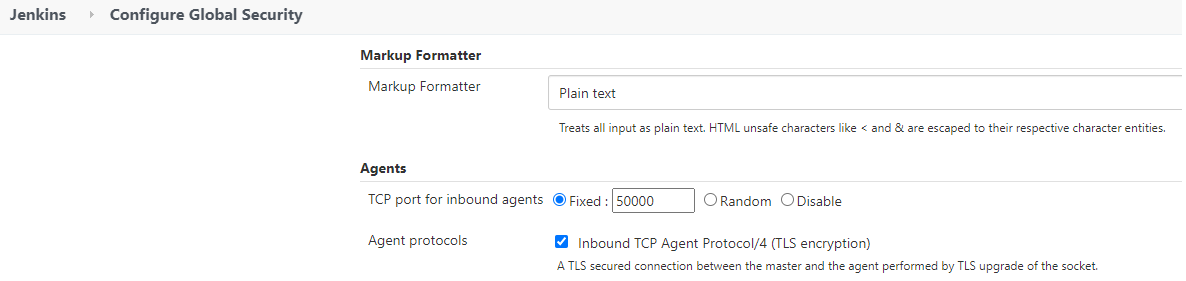 Jenkins Configure Global Security
Markup Formatter
Markup Formatter
Plain text
Treats all input as plain text. HTML unsafe characters like < and & are escaped to their respective character entities.
Agents
TCP port for inbound agents Fixed : 50000 Random Disable
Agent protocols Inbound TCP Agent Protocol/4 (TLS encryption)
A TLS secured connection between the master and the agent performed by TLS upgrade of the socket.